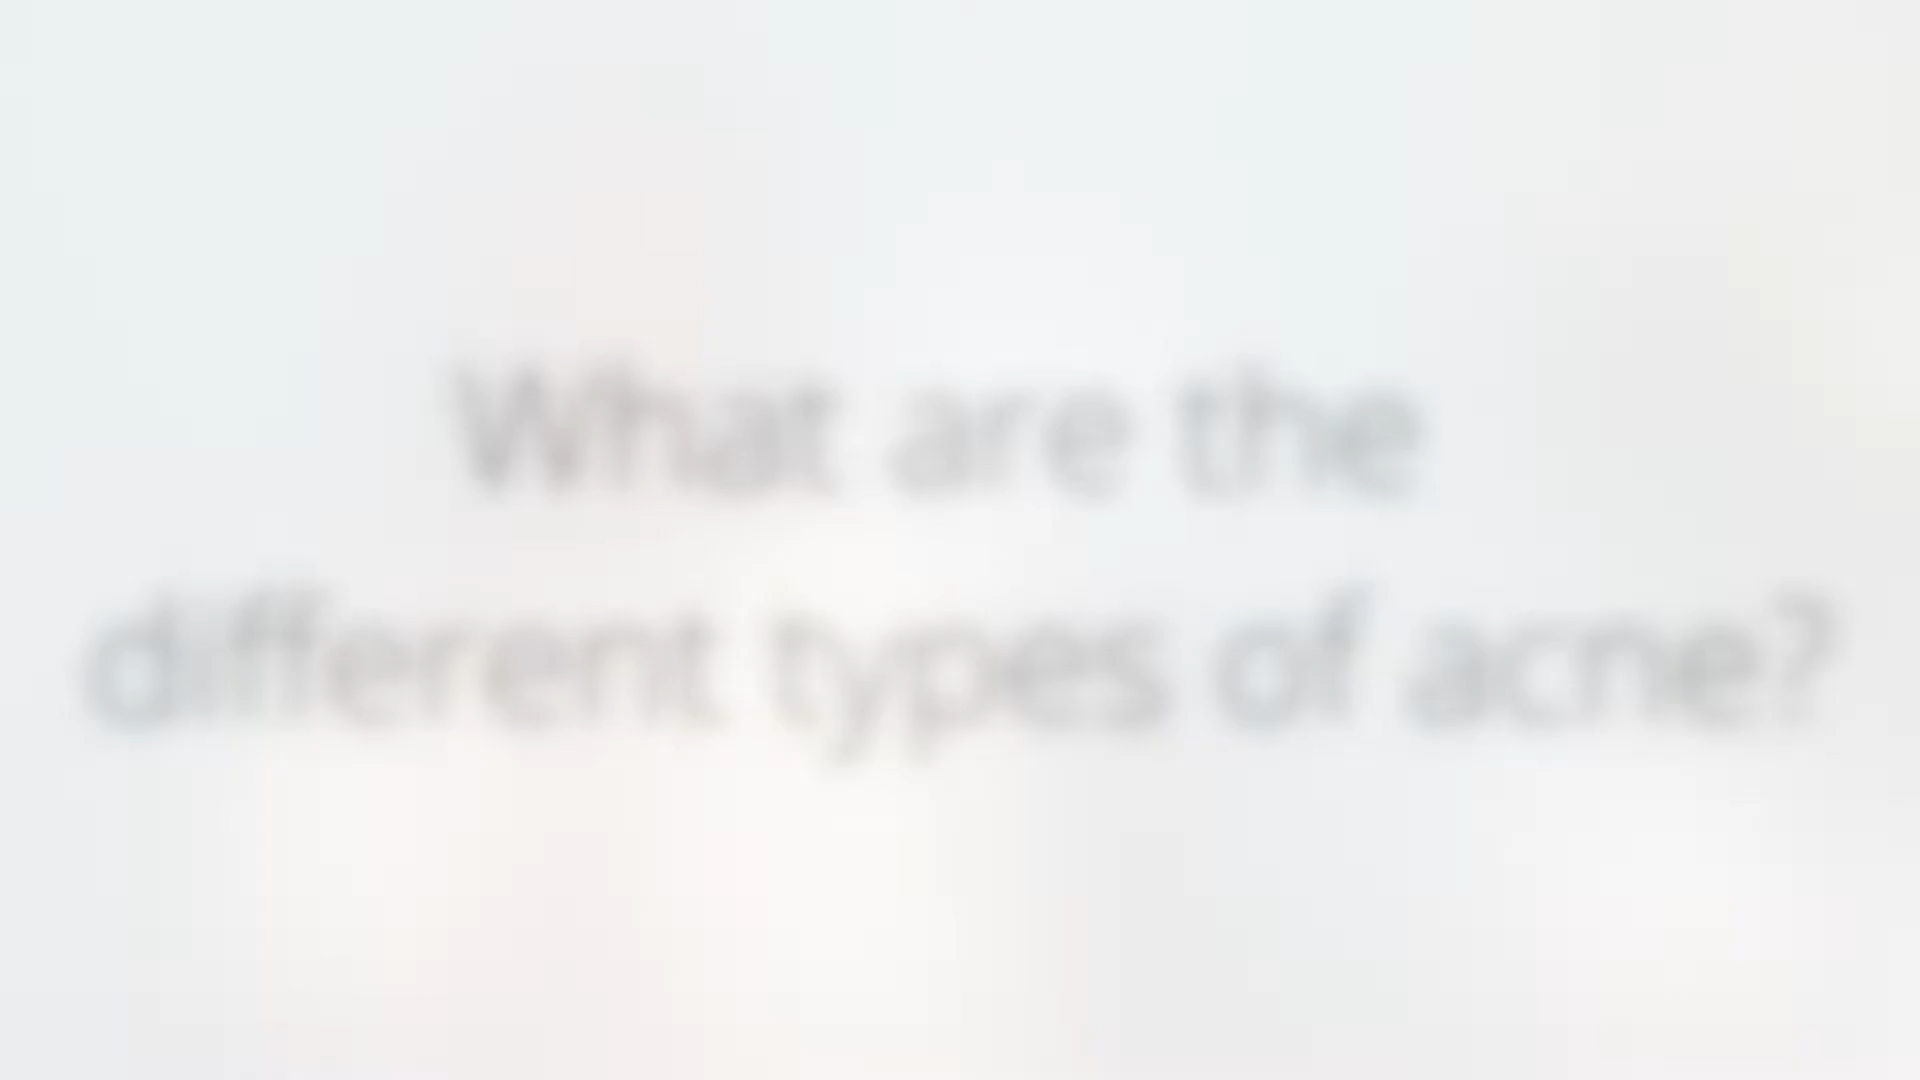 What are the
different types of acne?